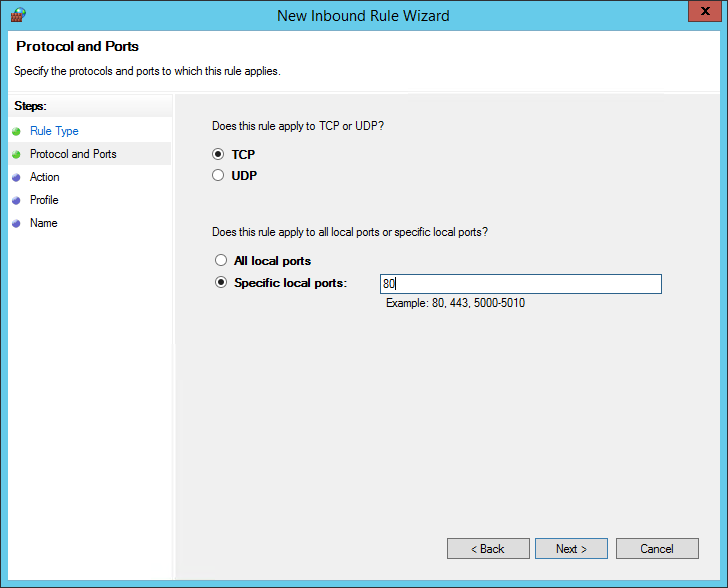 New Inbound Rule Wizard
X
Protocol and Ports
Specify the protocols and ports to which this rule applies.
Steps:
Rule Type
Protocol and Ports
Action
Profile
Name
Does this rule apply to TCP or UDP?
TCP
UDP
Does this rule apply to all local ports or specific local ports?
All local ports
Specific local ports:
80
Example: 80, 443, 5000-5010
< Back
Next >
Cancel